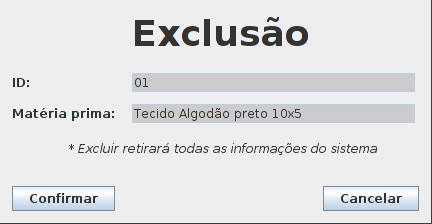 Exclusão
ID: 01
Matéria prima: Tecido Algodão preto 10x5
* Excluir retirará todas as informações do sistema
Confirmar Cancelar